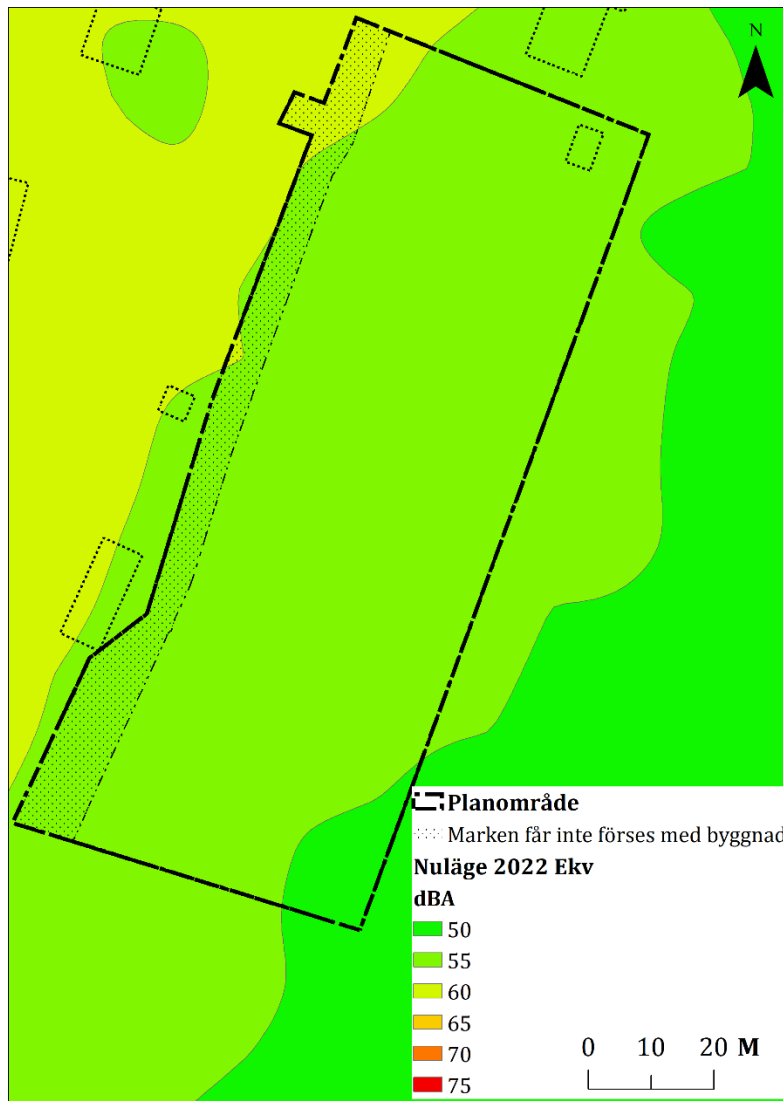 N
Planområde
Marken får inte förses med byggnad
Nuläge 2022 Ekv
dBA
50
55
60
65
70
75
0 10 20 M